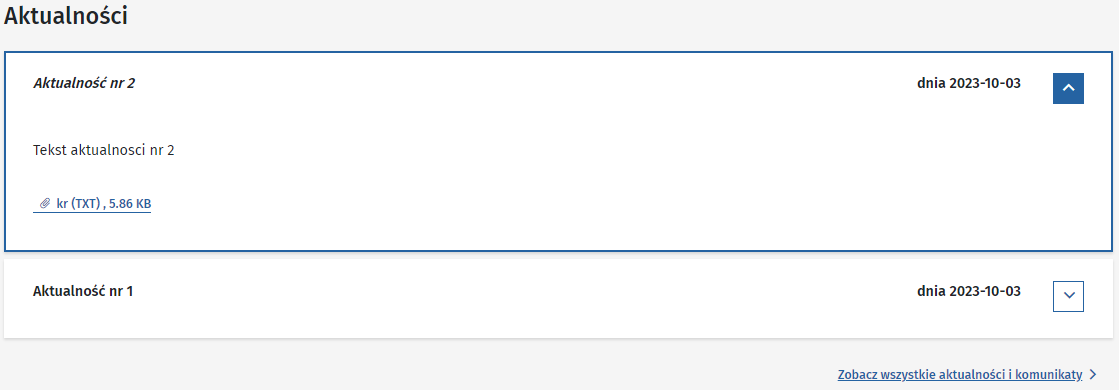 Aktualności
Aktualność nr 2 dnia 2023-10-03
Tekst aktualnosci nr 2
kr (TXT) , 5.86 KB
Aktualność nr 1 dnia 2023-10-03
Zobacz wszystkie aktualności i komunikaty